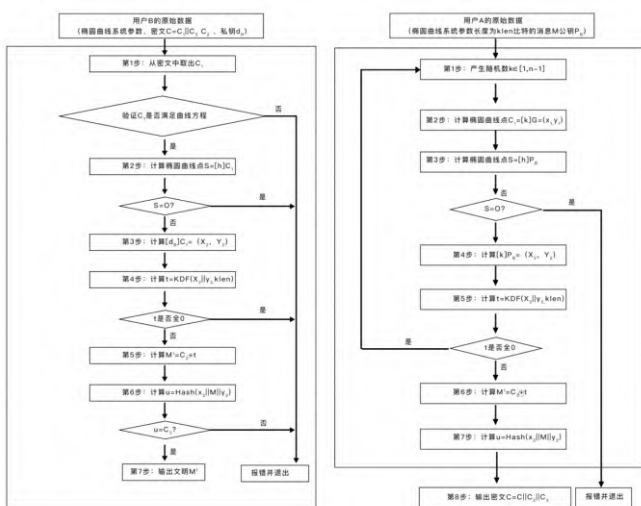 用户B的原始数据
(椭圆曲线系统参数、密文C=C₁||C₃ C₂ 、私钥dB)
第1步：从密文中取出C₁
验证C₁是否满足曲线方程
否
是
第2步：计算椭圆曲线点S=[h]C₁
S=O?
是
否
第3步：计算[dB]C₁=（X₂，Y₂）
第4步：计算t=KDF(X₂||y₂,klen)
t是否全0
是
否
第5步：计算M'=C₂+t
第6步：计算u=Hash(x₂||M||y₂)
u=C₃?
否
是
第7步：输出文明M'
报错并退出
用户A的原始数据
(椭圆曲线系统参数长度为klen比特的消息M公钥PB)
第1步：产生随机数k∈[1,n-1]
第2步：计算椭圆曲线点C₁=[k]G=(x₁,y₁)
第3步：计算椭圆曲线点S=[h]PB
否
S=O?
是
第4步：计算[k]PB=（X₂，Y₂）
第5步：计算t=KDF(X₂||y₂,klen)
t是否全0
是
否
第6步：计算M'=C₂+t
第7步：计算u=Hash(x₂||M||y₂)
第8步：输出密文C=C||C₂||C₃
报错并退出